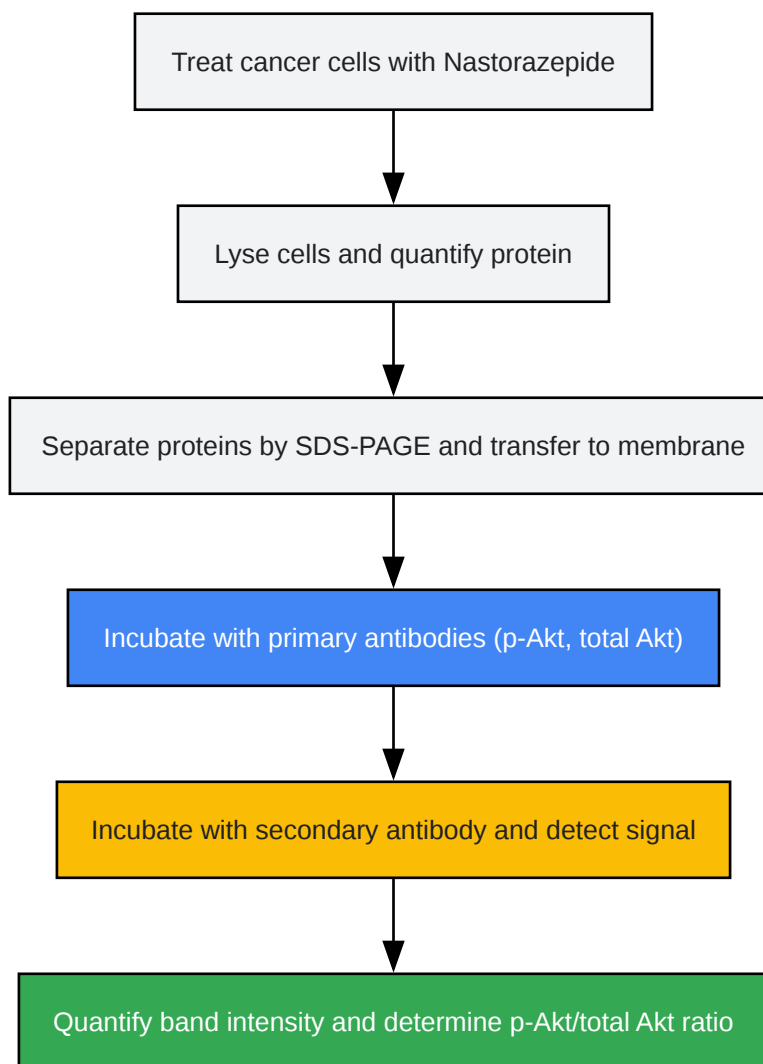 Treat cancer cells with Nastorazepide
Lyse cells and quantify protein
Separate proteins by SDS-PAGE and transfer to membrane
Incubate with primary antibodies (p-Akt, total Akt)
Incubate with secondary antibody and detect signal
Quantify band intensity and determine p-Akt/total Akt ratio